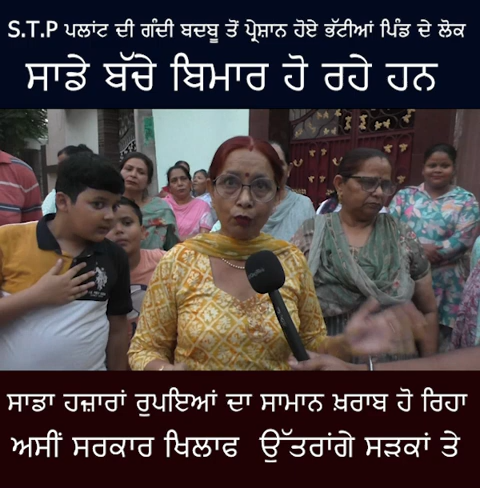 S.T.P ਪਲਾਂਟ ਦੀ ਗੰਦੀ ਬਦਬੂ ਤੋਂ ਪ੍ਰੇਸ਼ਾਨ ਹੋਏ ਭੱਟੀਆਂ ਪਿੰਡ ਦੇ ਲੋਕ
ਸਾਡੇ ਬੱਚੇ ਬਿਮਾਰ ਹੋ ਰਹੇ ਹਨ
ਸਾਡਾ ਹਜ਼ਾਰਾਂ ਰੁਪਇਆਂ ਦਾ ਸਾਮਾਨ ਖ਼ਰਾਬ ਹੋ ਰਿਹਾ
ਅਸੀਂ ਸਰਕਾਰ ਖਿਲਾਫ ਉੱਤਰਾਂਗੇ ਸੜਕਾਂ ਤੇ